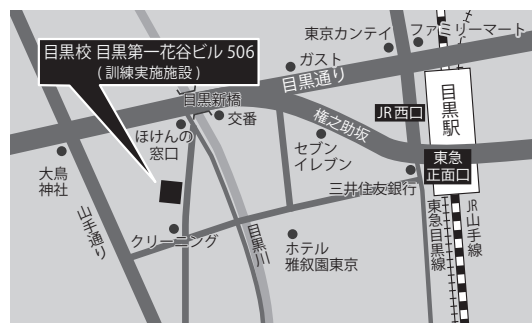 目黒校 目黒第一花谷ビル 506
( 訓練実施施設 )
東京カンテイ
ファミリーマート
ガスト
目黒通り
目黒新橋
交番
権之助坂
JR西口
目黒駅
ほけんの
窓口
セブン
イレブン
東急
正面口
三井住友銀行
大鳥
神社
山手通り
クリーニング
目黒川
ホテル
雅叙園東京
東急目黒線
JR山手線